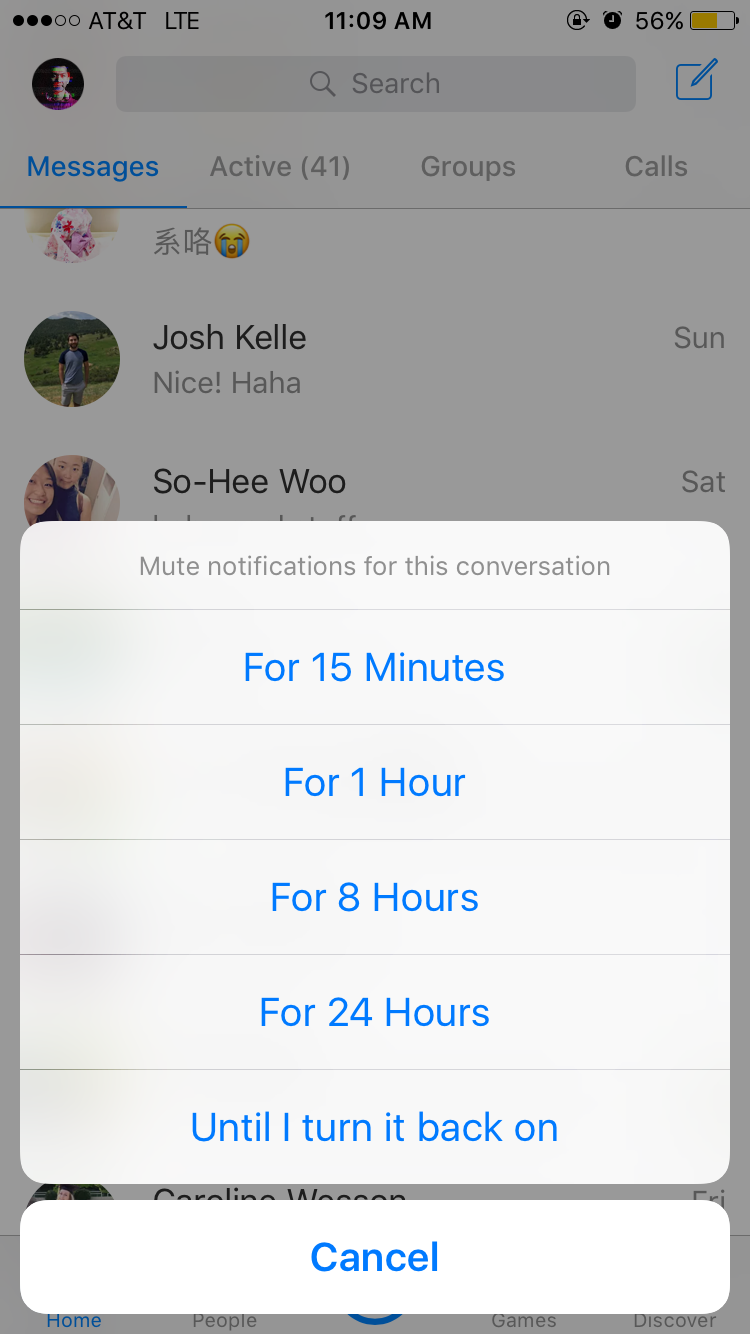 AT&T LTE 11:09 AM 56%
Search
Messages Active (41) Groups Calls
系咯😭
Josh Kelle Sun
Nice! Haha
So-Hee Woo Sat
Mute notifications for this conversation
For 15 Minutes
For 1 Hour
For 8 Hours
For 24 Hours
Until I turn it back on
Caroline Wesson Fri
Cancel
Home People Games Discover